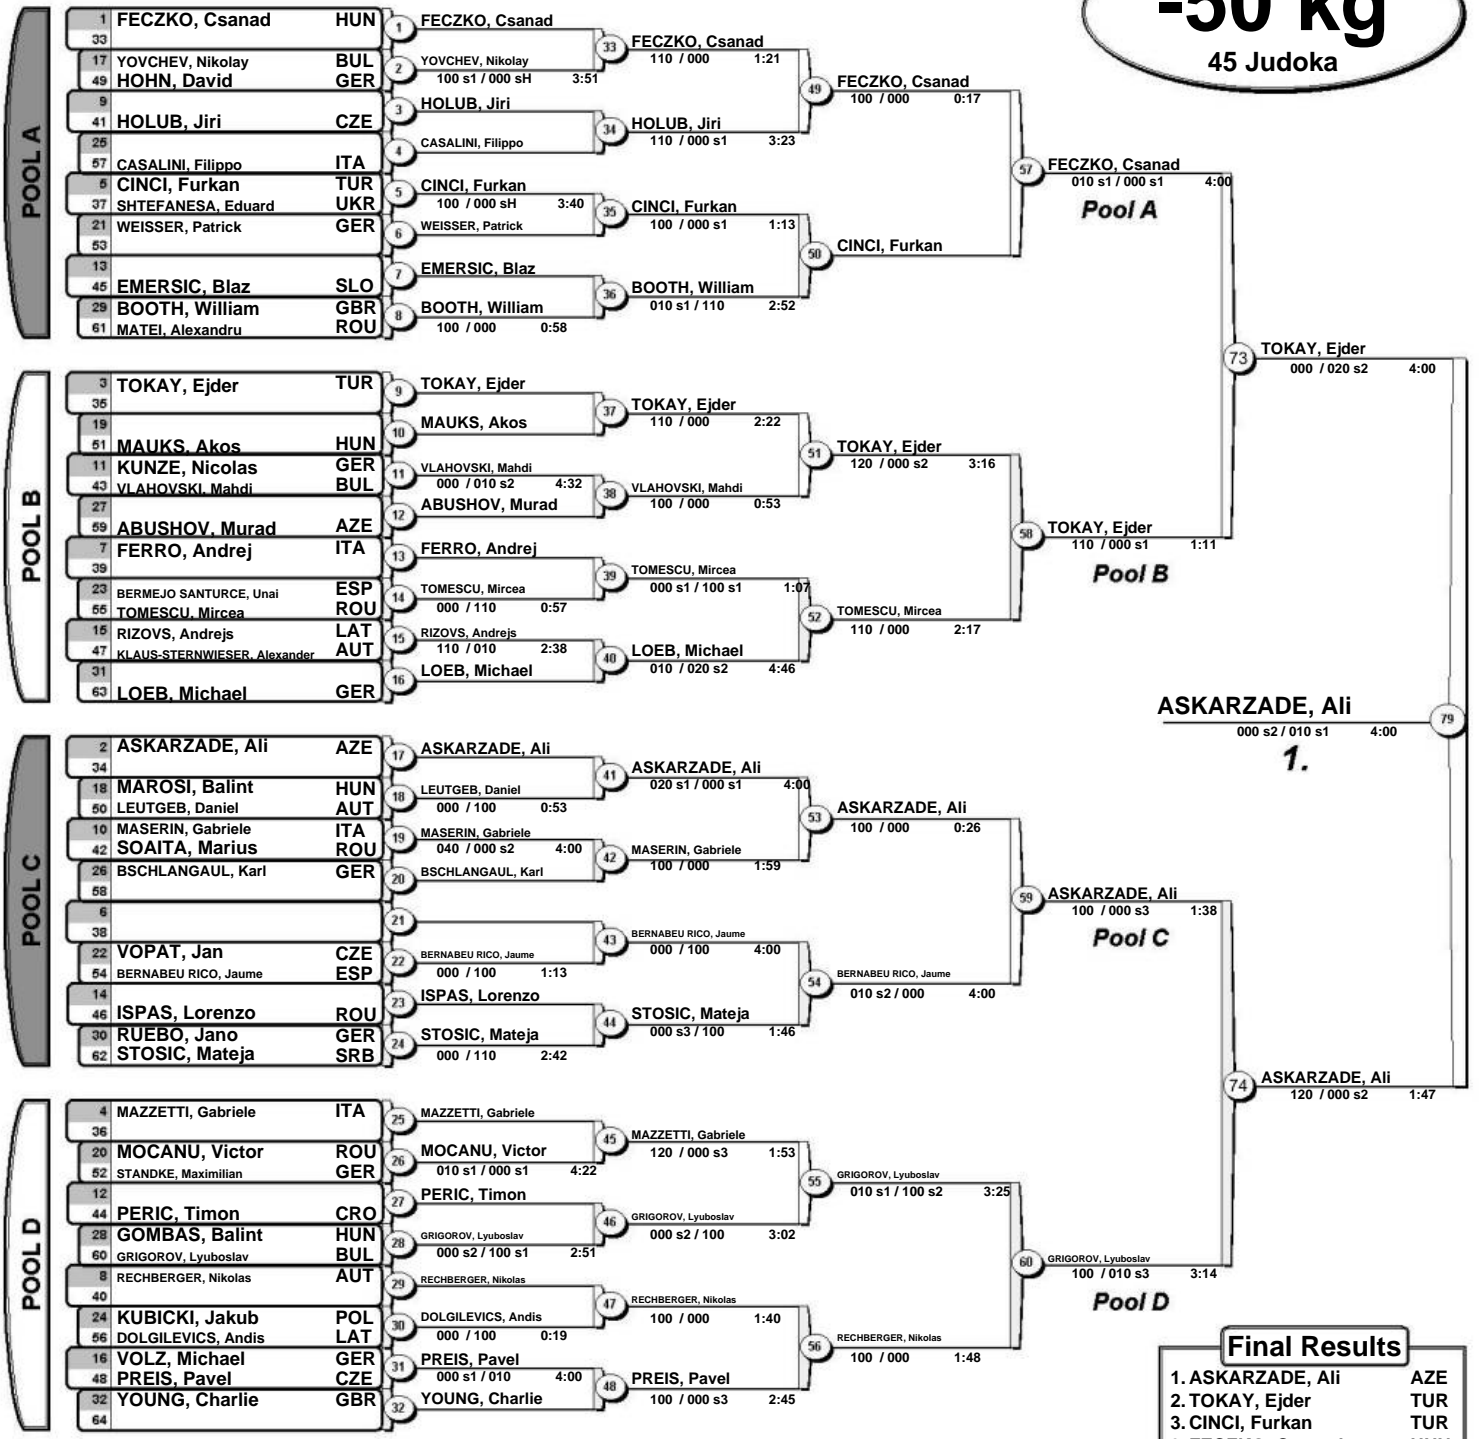 -50 kg
45 Judoka
POOL A
1 FECZKO, Csanad HUN
33
17 YOVCHEV, Nikolay BUL
49 HOHN, David GER
9
41 HOLUB, Jiri CZE
25
57 CASALINI, Filippo ITA
5 CINCI, Furkan TUR
37 SHTEFANESA, Eduard UKR
21 WEISSER, Patrick GER
53
13
45 EMERSIC, Blaz SLO
29 BOOTH, William GBR
61 MATEI, Alexandru ROU
1 FECZKO, Csanad
2 YOVCHEV, Nikolay
100 s1 / 000 sH 3:51
3 HOLUB, Jiri
4 CASALINI, Filippo
5 CINCI, Furkan
100 / 000 sH 3:40
6 WEISSER, Patrick
7 EMERSIC, Blaz
8 BOOTH, William
100 / 000 0:58
33 FECZKO, Csanad
110 / 000 1:21
34 HOLUB, Jiri
110 / 000 s1 3:23
35 CINCI, Furkan
100 / 000 s1 1:13
36 BOOTH, William
010 s1 / 110 2:52
49 FECZKO, Csanad
100 / 000 0:17
50 CINCI, Furkan
57 FECZKO, Csanad
010 s1 / 000 s1 4:00
Pool A
POOL B
3 TOKAY, Ejder TUR
35
19
51 MAUKS, Akos HUN
11 KUNZE, Nicolas GER
43 VLAHOVSKI, Mahdi BUL
27
59 ABUSHOV, Murad AZE
7 FERRO, Andrej ITA
39
23 BERMEJO SANTURCE, Unai ESP
55 TOMESCU, Mircea ROU
15 RIZOVS, Andrejs LAT
47 KLAUS-STERNWIESER, Alexander AUT
31
63 LOEB, Michael GER
9 TOKAY, Ejder
10 MAUKS, Akos
11 VLAHOVSKI, Mahdi
000 / 010 s2 4:32
12 ABUSHOV, Murad
13 FERRO, Andrej
14 TOMESCU, Mircea
000 / 110 0:57
15 RIZOVS, Andrejs
110 / 010 2:38
16 LOEB, Michael
37 TOKAY, Ejder
110 / 000 2:22
38 VLAHOVSKI, Mahdi
100 / 000 0:53
39 TOMESCU, Mircea
000 s1 / 100 s1 1:07
40 LOEB, Michael
010 / 020 s2 4:46
51 TOKAY, Ejder
120 / 000 s2 3:16
52 TOMESCU, Mircea
110 / 000 2:17
58 TOKAY, Ejder
110 / 000 s1 1:11
Pool B
73 TOKAY, Ejder
000 / 020 s2 4:00
79 ASKARZADE, Ali
000 s2 / 010 s1 4:00
1.
POOL C
2 ASKARZADE, Ali AZE
34
18 MAROSI, Balint HUN
50 LEUTGEB, Daniel AUT
10 MASERIN, Gabriele ITA
42 SOAITA, Marius ROU
26 BSCHLANGAUL, Karl GER
58
6
38
22 VOPAT, Jan CZE
54 BERNABEU RICO, Jaume ESP
14
46 ISPAS, Lorenzo ROU
30 RUEBO, Jano GER
62 STOSIC, Mateja SRB
17 ASKARZADE, Ali
18 LEUTGEB, Daniel
000 / 100 0:53
19 MASERIN, Gabriele
040 / 000 s2 4:00
20 BSCHLANGAUL, Karl
21
22 BERNABEU RICO, Jaume
000 / 100 1:13
23 ISPAS, Lorenzo
24 STOSIC, Mateja
000 / 110 2:42
41 ASKARZADE, Ali
020 s1 / 000 s1 4:00
42 MASERIN, Gabriele
100 / 000 1:59
43 BERNABEU RICO, Jaume
000 / 100 4:00
44 STOSIC, Mateja
000 s3 / 100 1:46
53 ASKARZADE, Ali
100 / 000 0:26
54 BERNABEU RICO, Jaume
010 s2 / 000 4:00
59 ASKARZADE, Ali
100 / 000 s3 1:38
Pool C
74 ASKARZADE, Ali
120 / 000 s2 1:47
POOL D
4 MAZZETTI, Gabriele ITA
36
20 MOCANU, Victor ROU
52 STANDKE, Maximilian GER
12
44 PERIC, Timon CRO
28 GOMBAS, Balint HUN
60 GRIGOROV, Lyuboslav BUL
8 RECHBERGER, Nikolas AUT
40
24 KUBICKI, Jakub POL
56 DOLGILEVICS, Andis LAT
16 VOLZ, Michael GER
48 PREIS, Pavel CZE
32 YOUNG, Charlie GBR
64
25 MAZZETTI, Gabriele
26 MOCANU, Victor
010 s1 / 000 s1 4:22
27 PERIC, Timon
28 GRIGOROV, Lyuboslav
000 s2 / 100 s1 2:51
29 RECHBERGER, Nikolas
30 DOLGILEVICS, Andis
000 / 100 0:19
31 PREIS, Pavel
000 s1 / 010 4:00
32 YOUNG, Charlie
45 MAZZETTI, Gabriele
120 / 000 s3 1:53
46 GRIGOROV, Lyuboslav
000 s2 / 100 3:02
47 RECHBERGER, Nikolas
100 / 000 1:40
48 PREIS, Pavel
100 / 000 s3 2:45
55 GRIGOROV, Lyuboslav
010 s1 / 100 s2 3:25
56 RECHBERGER, Nikolas
100 / 000 1:48
60 GRIGOROV, Lyuboslav
100 / 010 s3 3:14
Pool D
Final Results
1. ASKARZADE, Ali AZE
2. TOKAY, Ejder TUR
3. CINCI, Furkan TUR